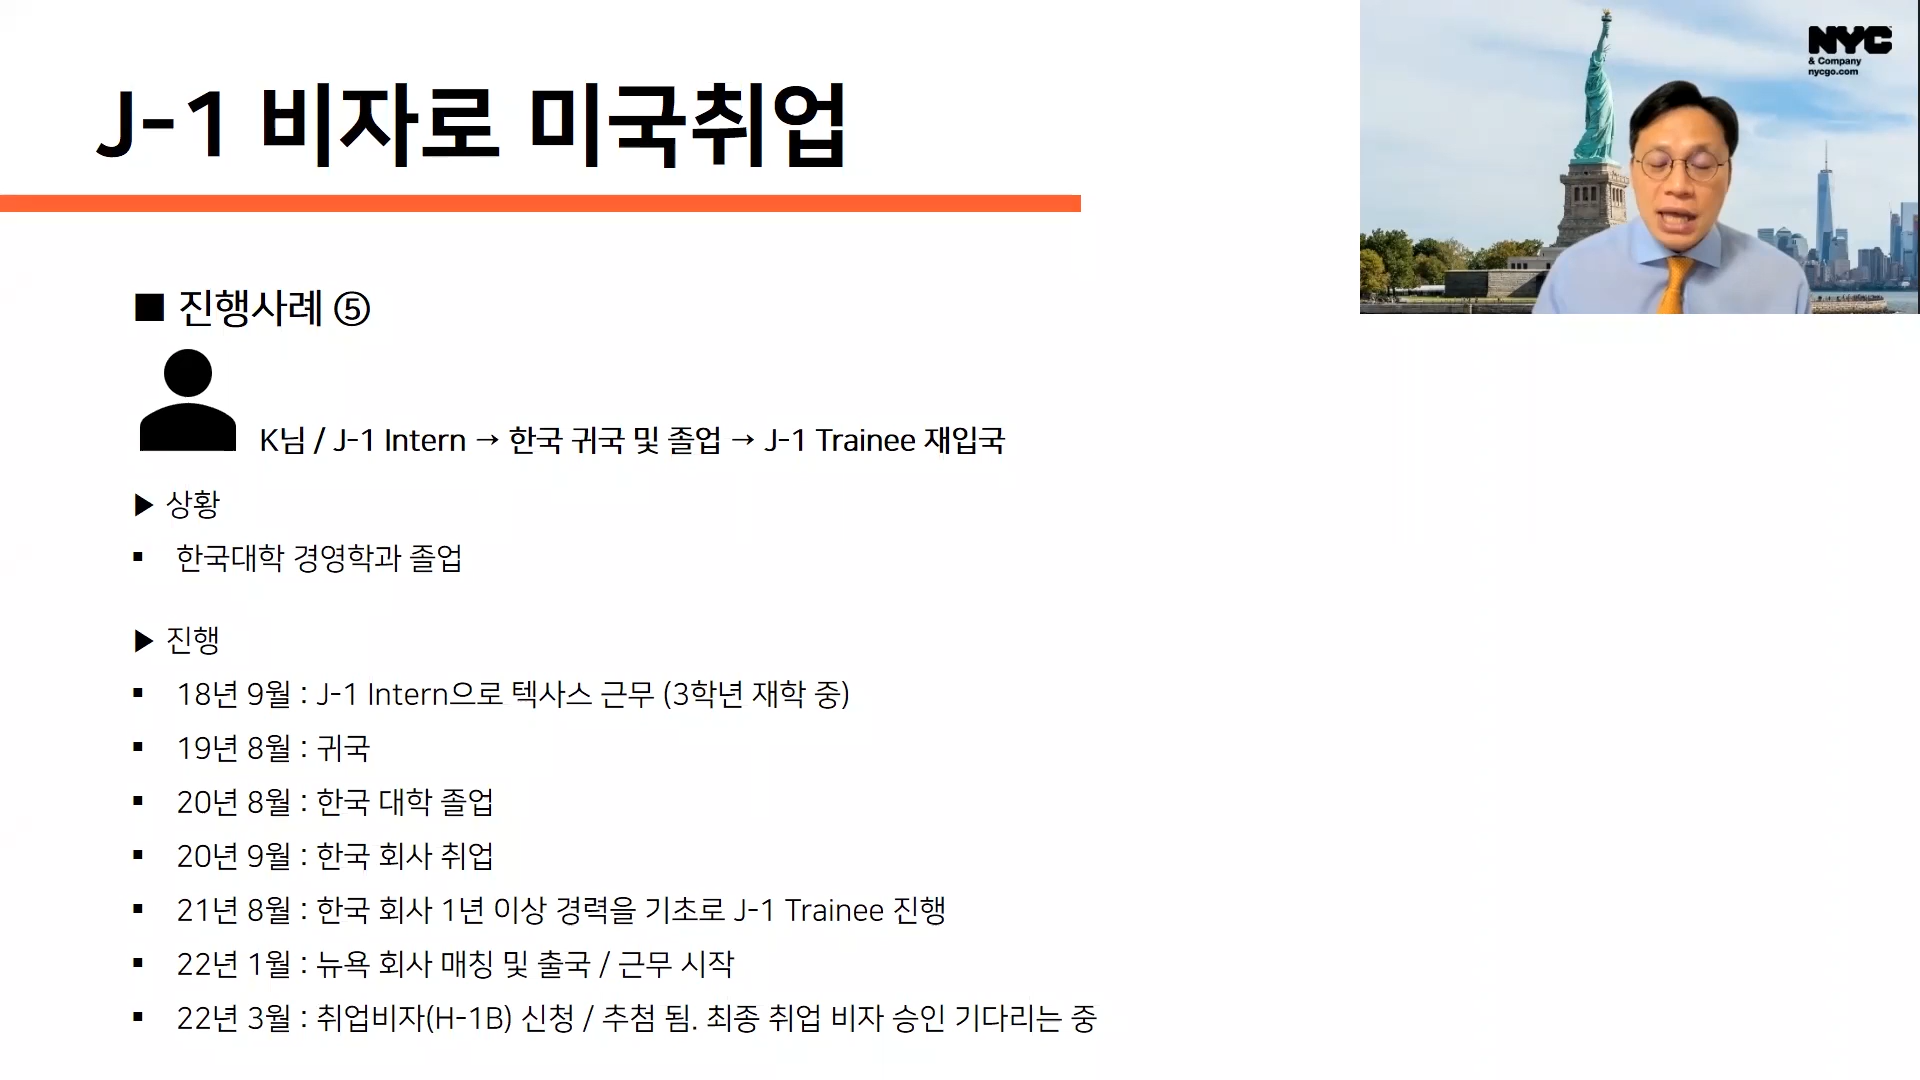 J-1 비자로 미국취업
NYC
& Company
nycgo.com
■ 진행사례 ⑤
K님 / J-1 Intern → 한국 귀국 및 졸업 → J-1 Trainee 재입국
▶ 상황
▪ 한국대학 경영학과 졸업
▶ 진행
▪ 18년 9월 : J-1 Intern으로 텍사스 근무 (3학년 재학 중)
▪ 19년 8월 : 귀국
▪ 20년 8월 : 한국 대학 졸업
▪ 20년 9월 : 한국 회사 취업
▪ 21년 8월 : 한국 회사 1년 이상 경력을 기초로 J-1 Trainee 진행
▪ 22년 1월 : 뉴욕 회사 매칭 및 출국 / 근무 시작
▪ 22년 3월 : 취업비자(H-1B) 신청 / 추첨 됨. 최종 취업 비자 승인 기다리는 중